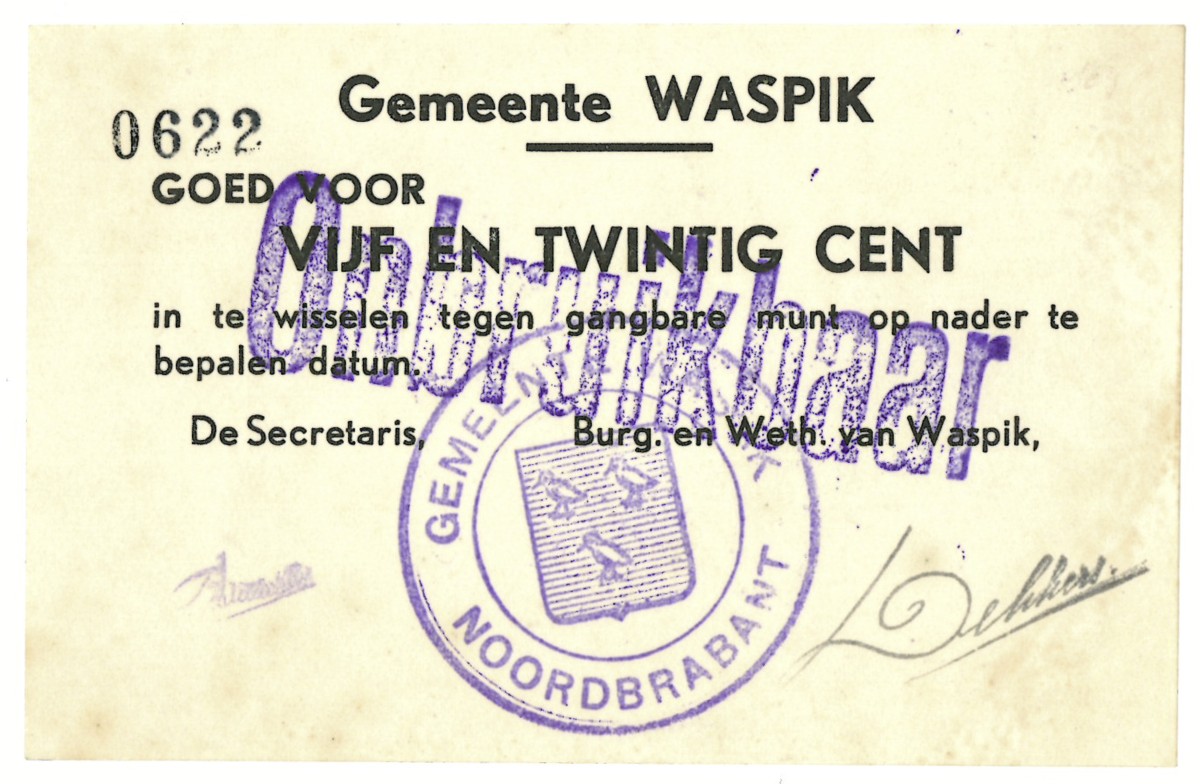 Gemeente WASPIK
0622
GOED VOOR
VIJF EN TWINTIG CENT
in te wisselen tegen gangbare munt op nader te
bepalen datum.
Onbruikbaar
De Secretaris, Burg. en Weth. van Waspik,
GEMEENTE WASPIK
NOORDBRABANT
Dekkers.